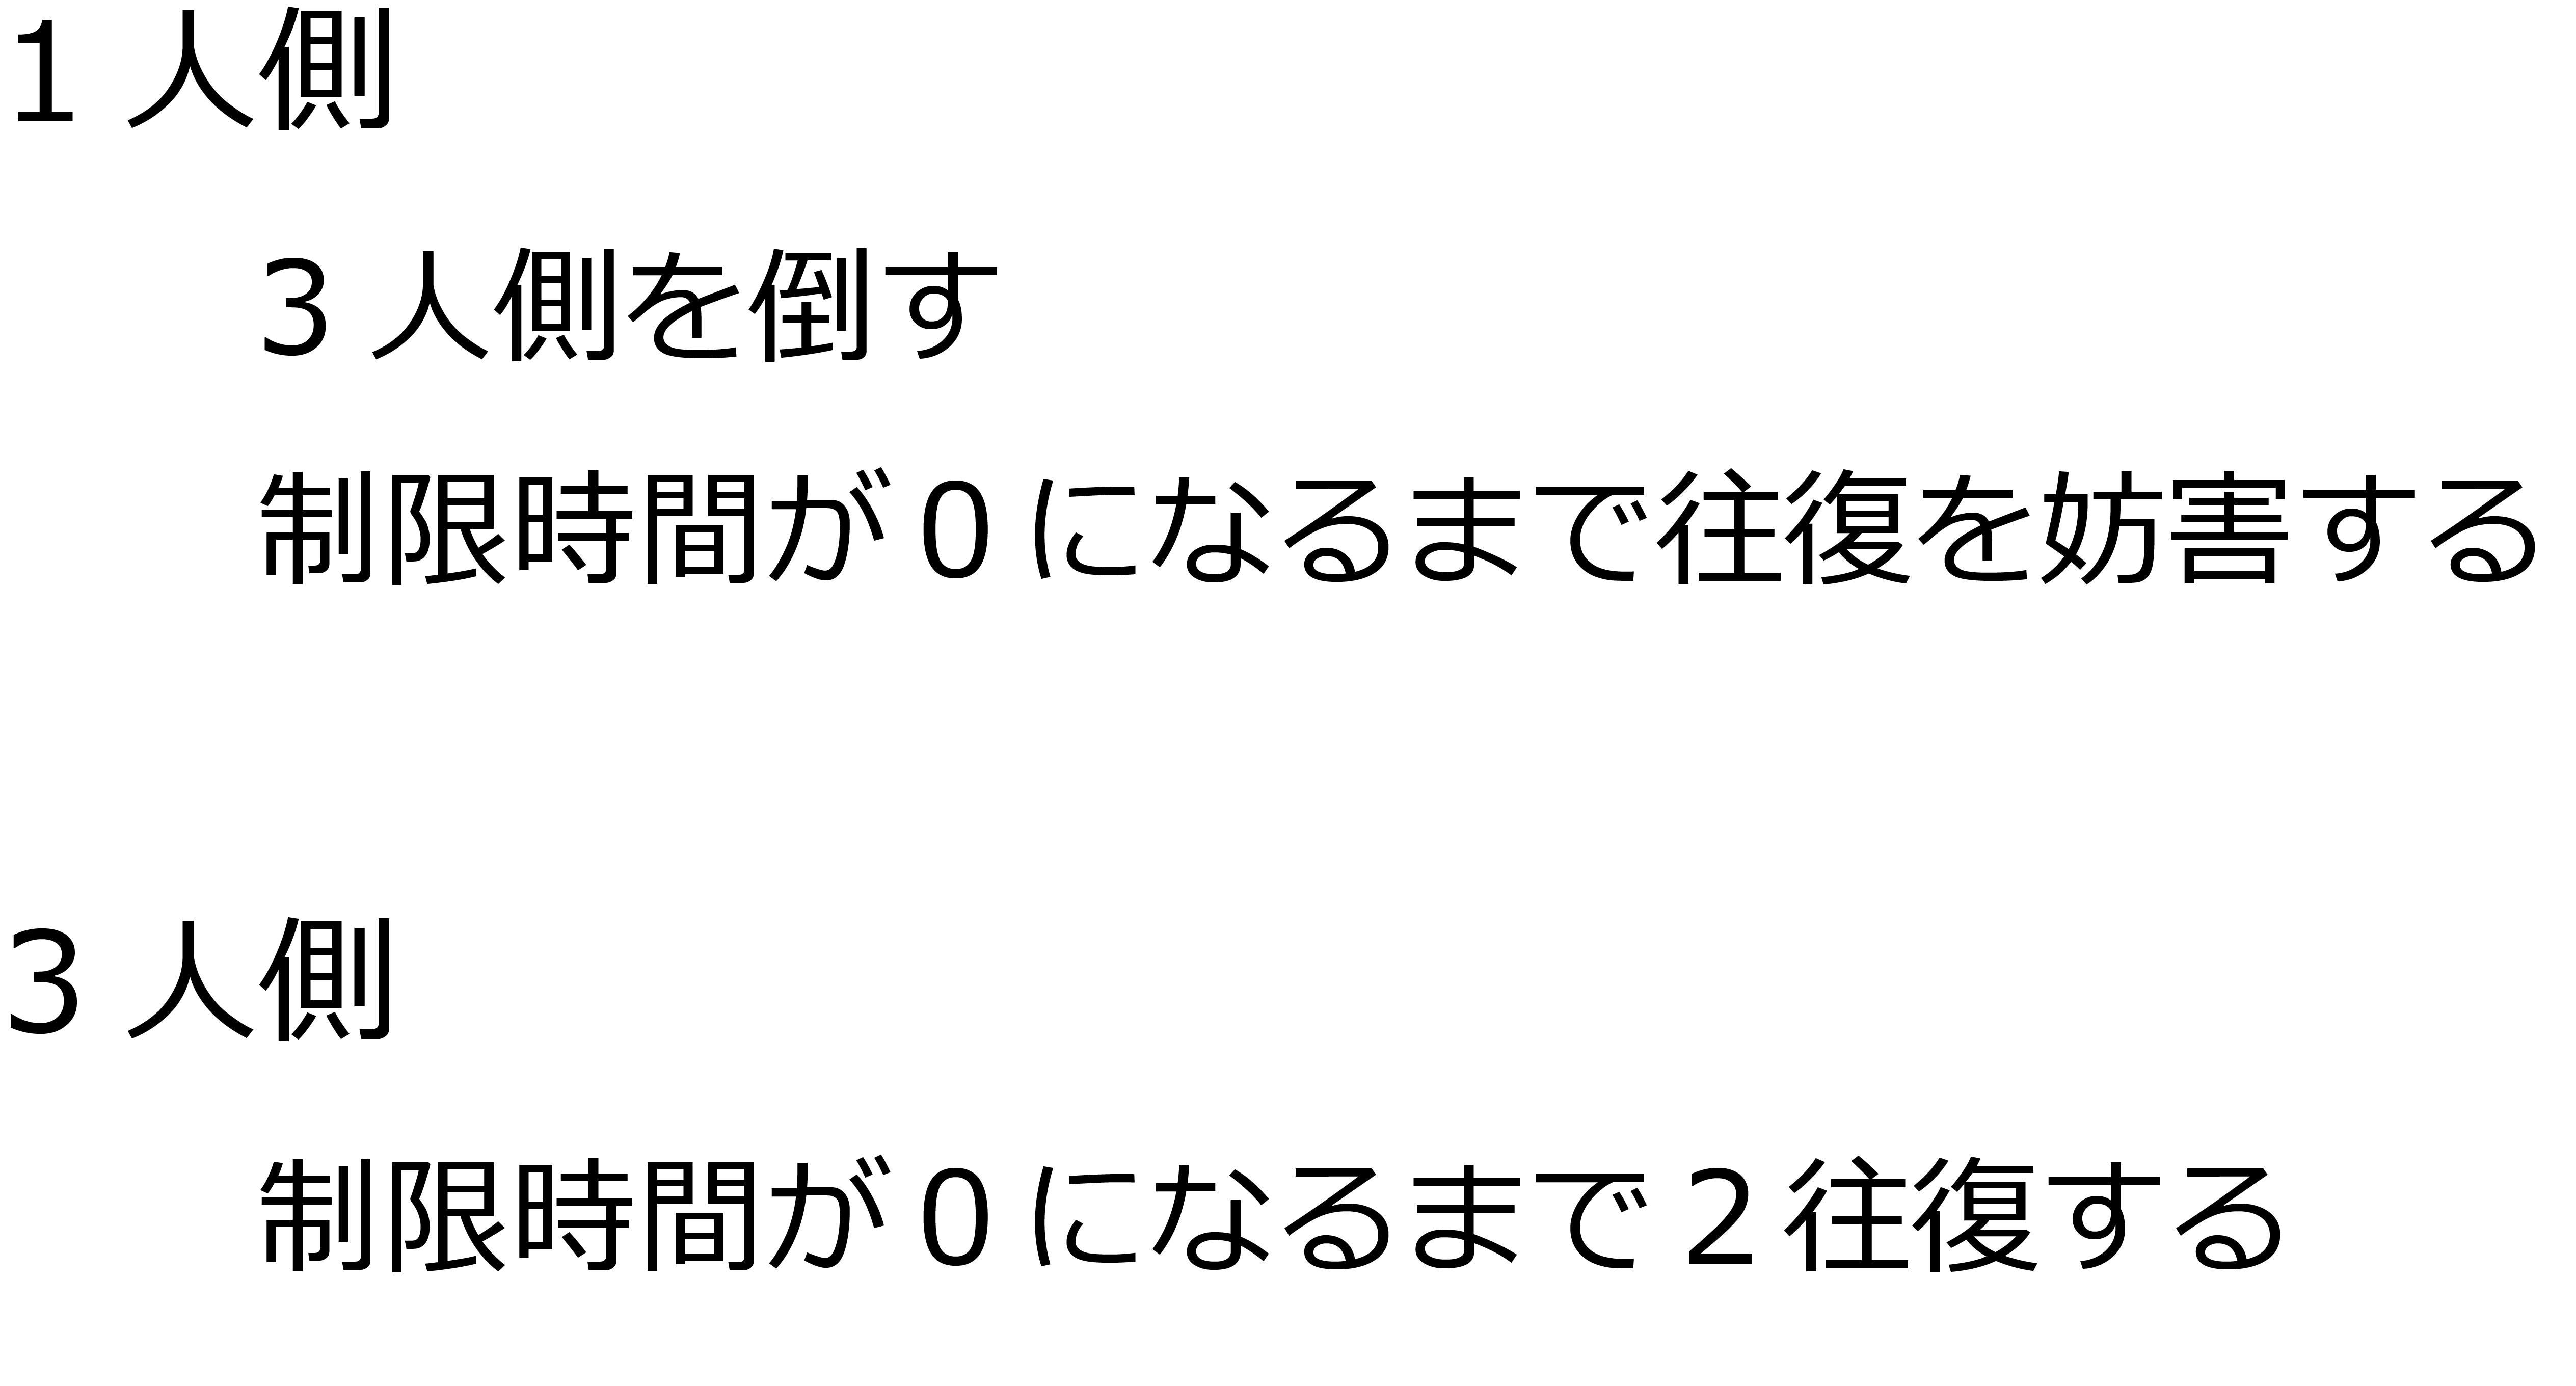 1人側
3人側を倒す
制限時間が0になるまで往復を妨害する
3人側
制限時間が0になるまで2往復する